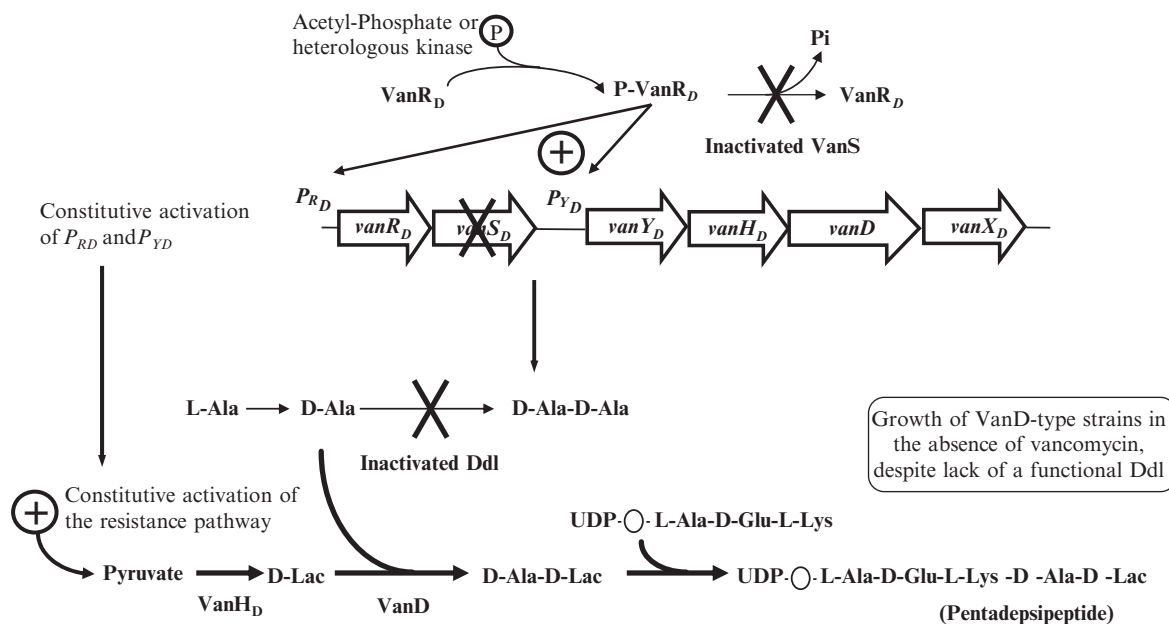 Acetyl-Phosphate or
heterologous kinase
P
Pi
VanR_D
P-VanR_D
VanR_D
Inactivated VanS
+
Constitutive activation
of P_RD and P_YD
P_R_D
P_Y_D
vanR_D
vanS_D
vanY_D
vanH_D
vanD
vanX_D
L-Ala
D-Ala
D-Ala-D-Ala
Inactivated Ddl
Growth of VanD-type strains in
the absence of vancomycin,
despite lack of a functional Ddl
+
Constitutive activation of
the resistance pathway
UDP-○-L-Ala-D-Glu-L-Lys
Pyruvate
D-Lac
D-Ala-D-Lac
UDP-○-L-Ala-D-Glu-L-Lys -D -Ala-D -Lac
VanH_D
VanD
(Pentadepsipeptide)